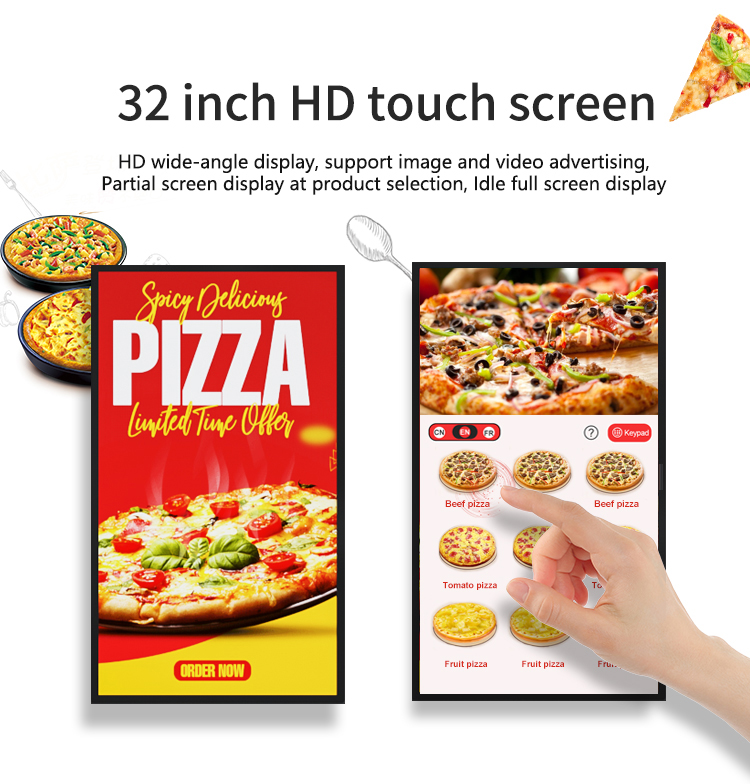 32 inch HD touch screen
HD wide-angle display, support image and video advertising,
Partial screen display at product selection, Idle full screen display
Spicy Delicious
PIZZA
Limited Time Offer
ORDER NOW
CN EN FR
? Keypad
Beef pizza Beef pizza
Tomato pizza
Fruit pizza Fruit pizza